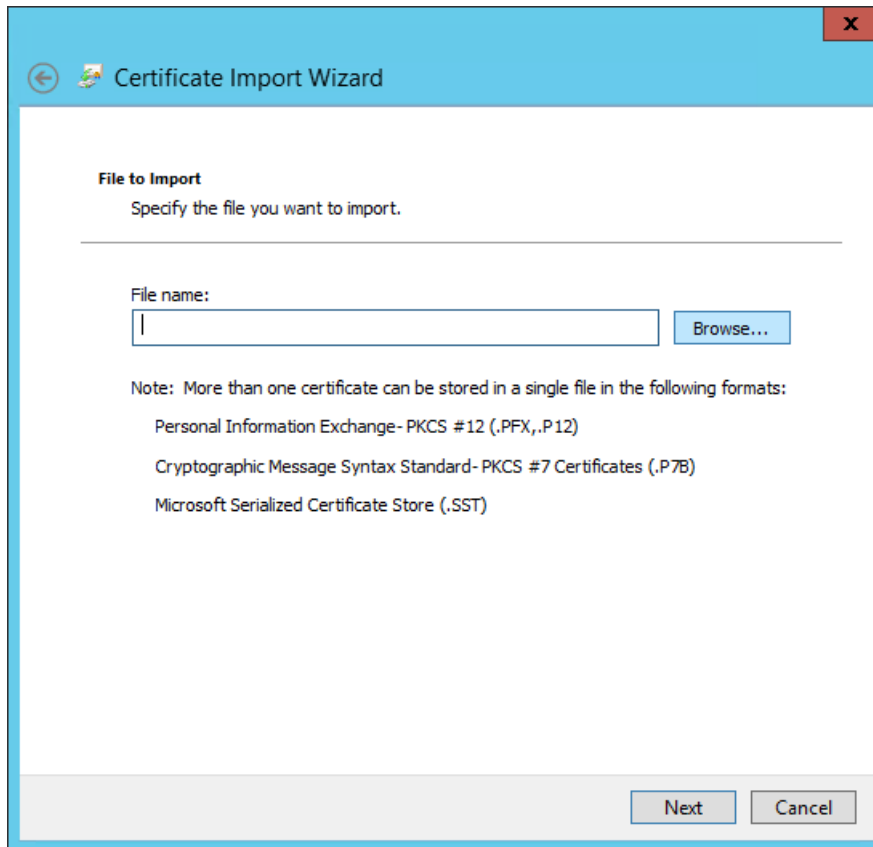 x
Certificate Import Wizard
File to Import
Specify the file you want to import.
File name:
Browse...
Note: More than one certificate can be stored in a single file in the following formats:
Personal Information Exchange- PKCS #12 (.PFX,.P12)
Cryptographic Message Syntax Standard- PKCS #7 Certificates (.P7B)
Microsoft Serialized Certificate Store (.SST)
Next Cancel